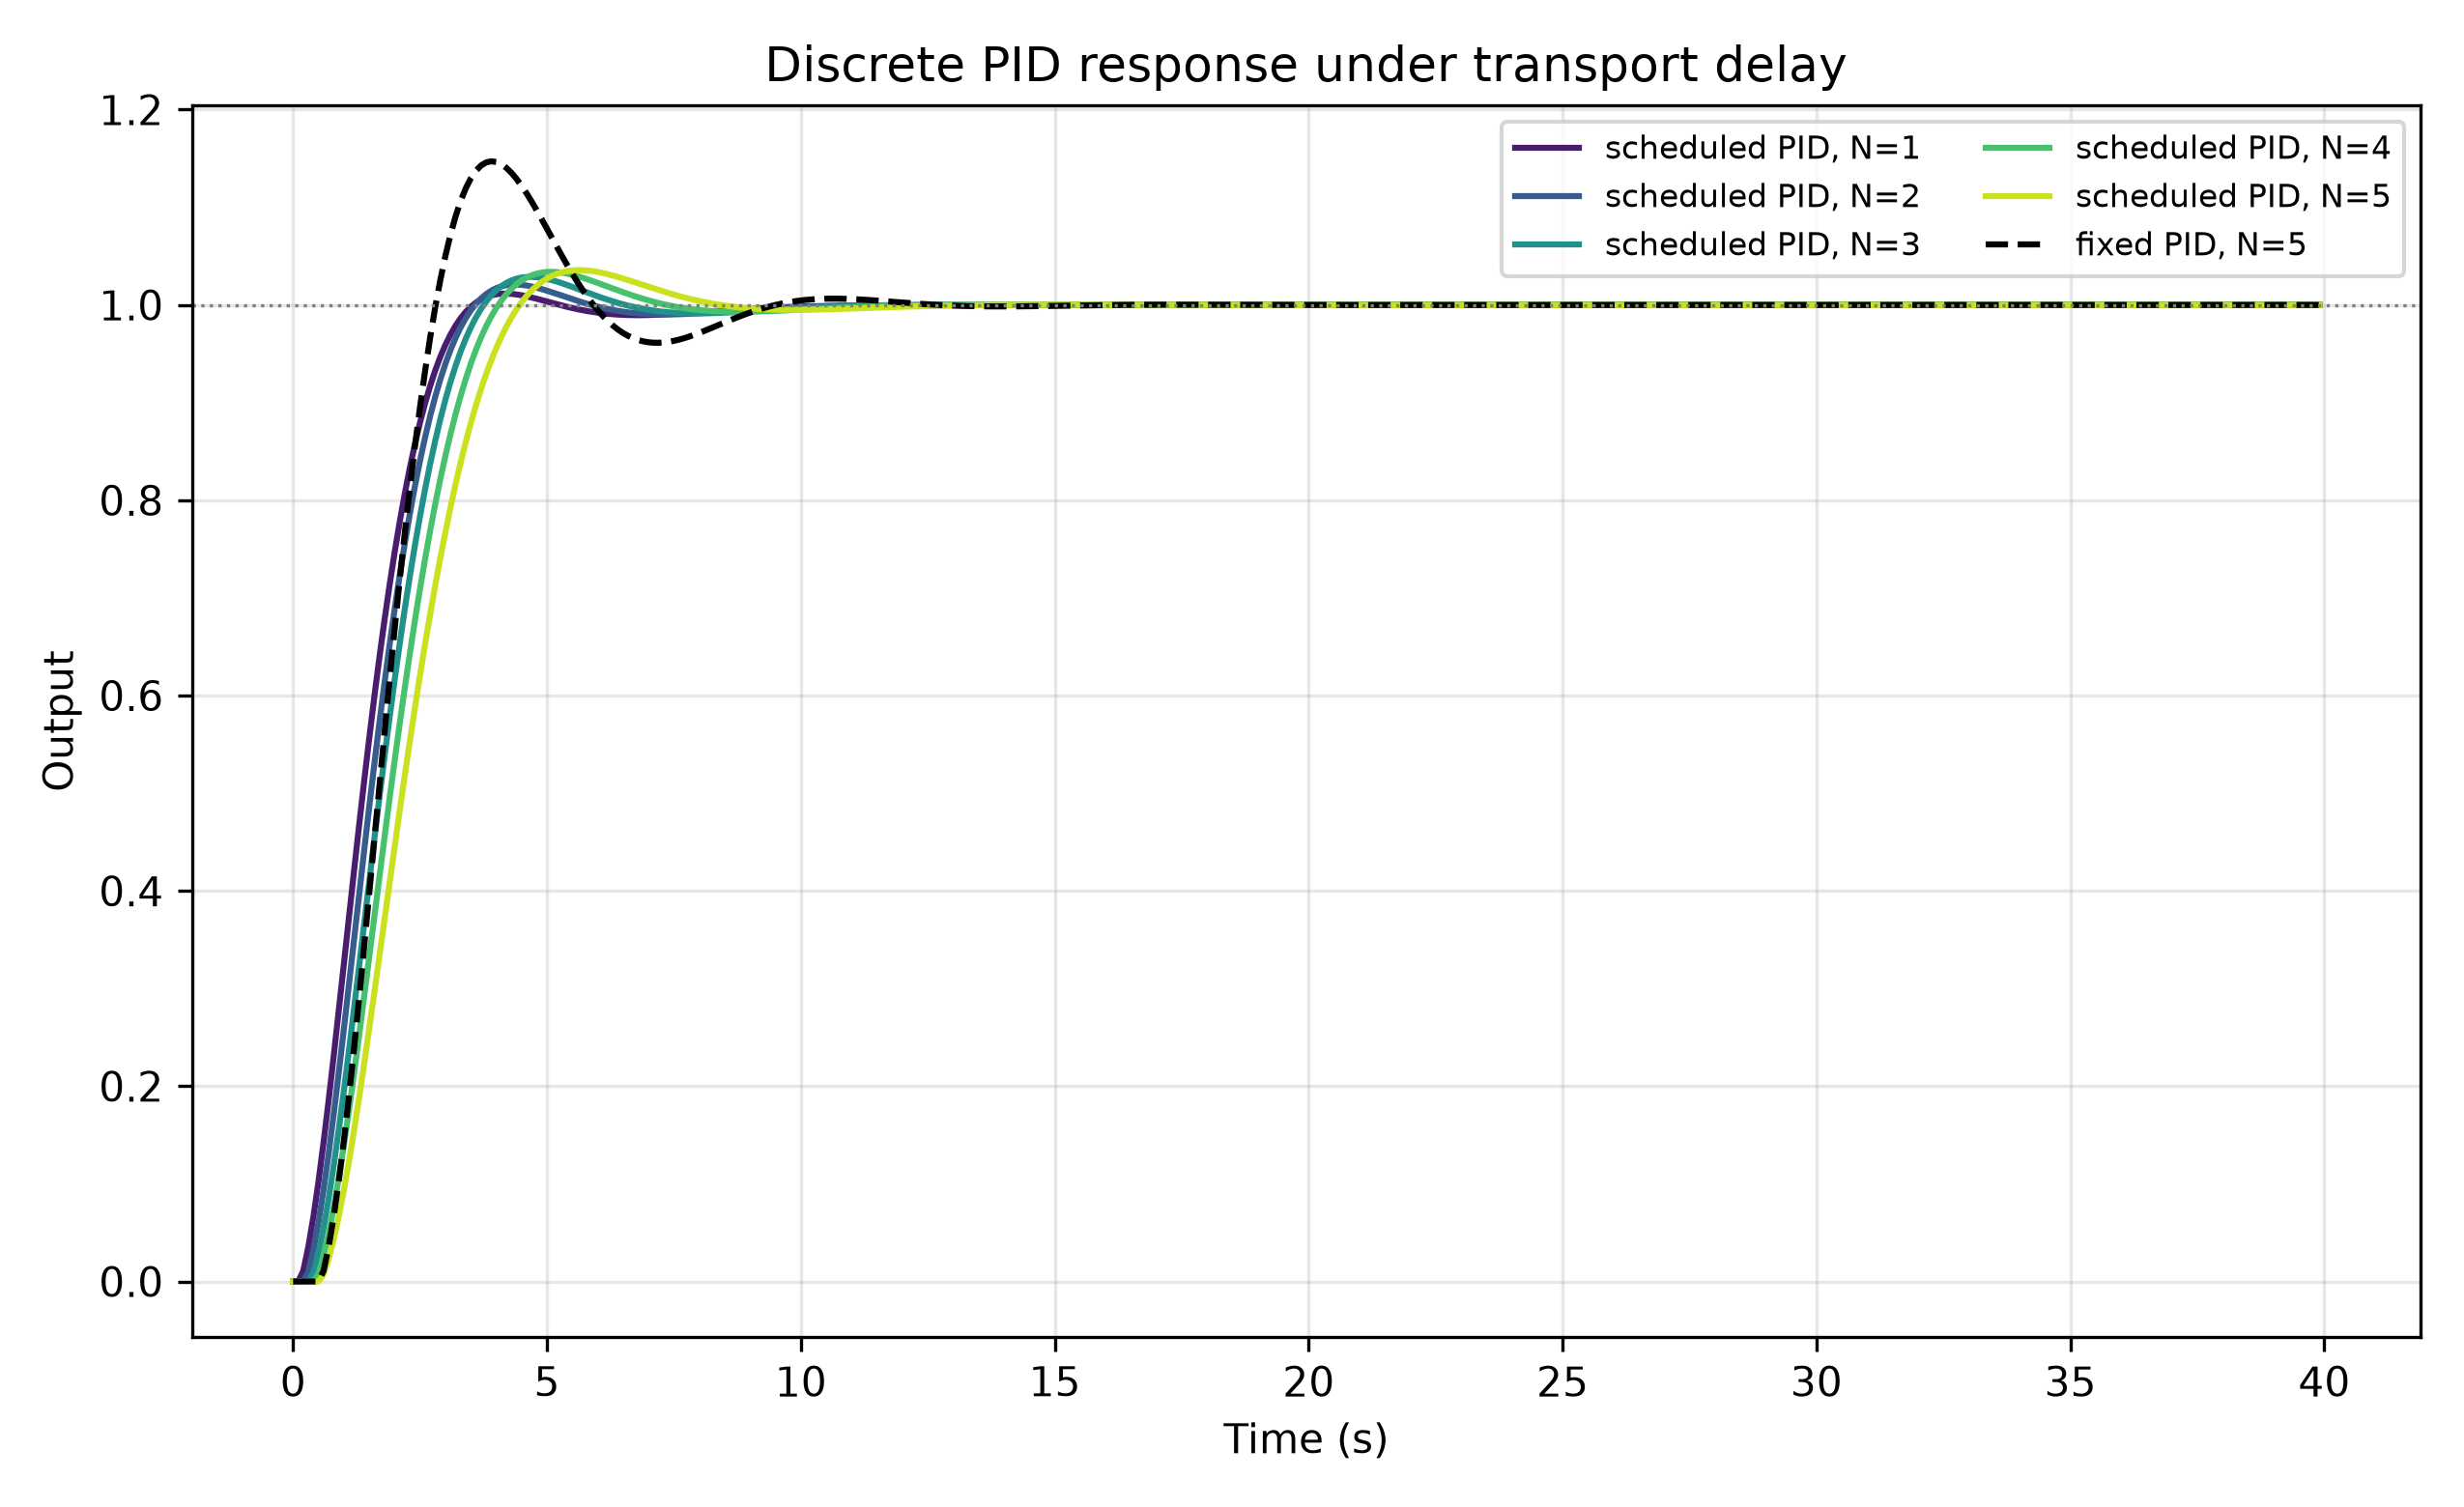 Discrete PID response under transport delay
1.2
1.0
0.8
0.6
0.4
0.2
0.0
Output
scheduled PID, N=1
scheduled PID, N=2
scheduled PID, N=3
scheduled PID, N=4
scheduled PID, N=5
fixed PID, N=5
0 5 10 15 20 25 30 35 40
Time (s)